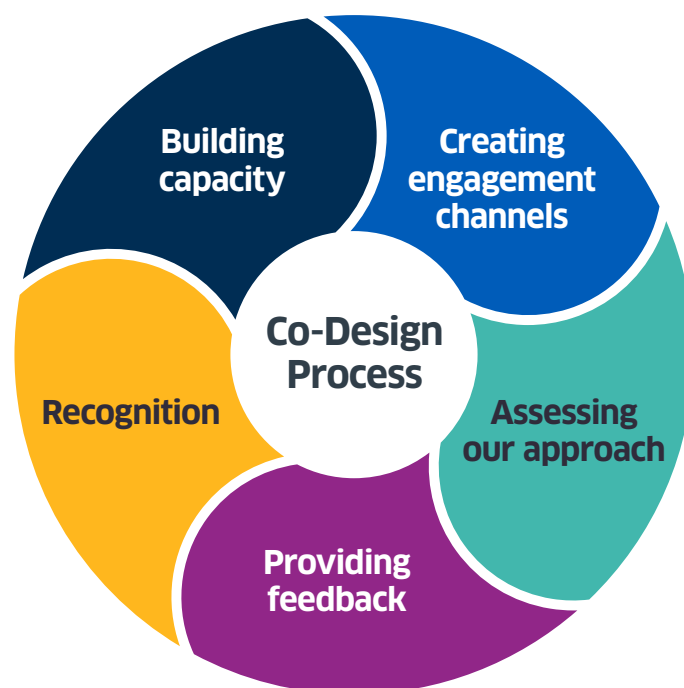 Building
capacity
Creating
engagement
channels
Co-Design
Process
Recognition
Assessing
our approach
Providing
feedback